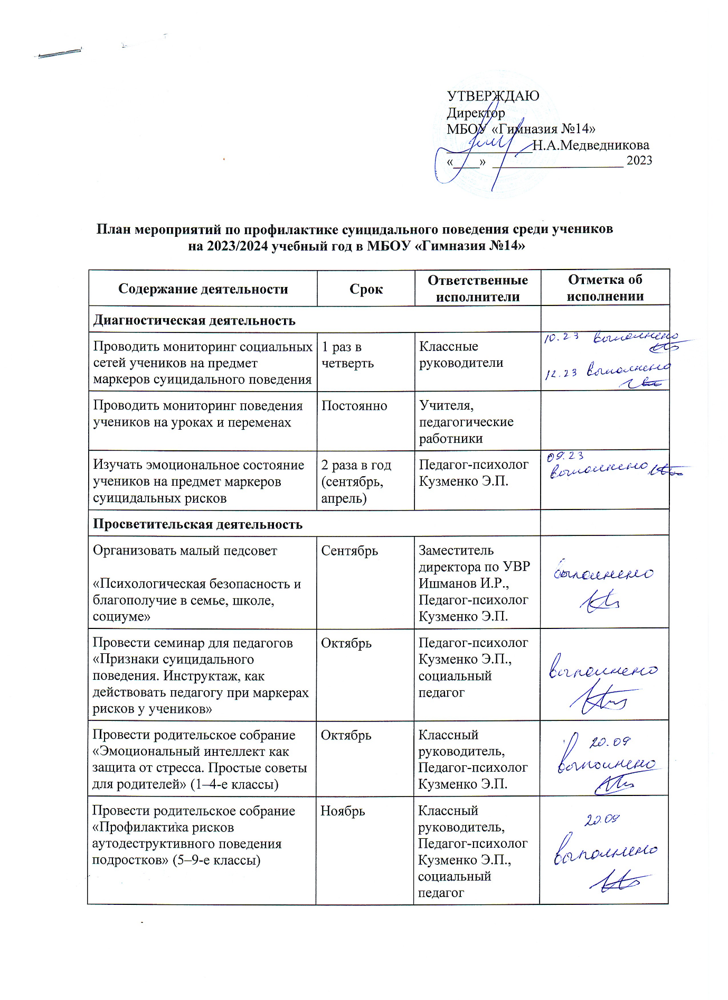 УТВЕРЖДАЮ
Директор
МБОУ «Гимназия №14»
____________Н.А.Медведникова
«____» ___________________ 2023
План мероприятий по профилактике суицидального поведения среди учеников
на 2023/2024 учебный год в МБОУ «Гимназия №14»
Содержание деятельности
Срок
Ответственные
исполнители
Отметка об
исполнении
Диагностическая деятельность
Проводить мониторинг социальных
сетей учеников на предмет
маркеров суицидального поведения
1 раз в
четверть
Классные
руководители
10.23 выполнено
12.23 выполнено
Проводить мониторинг поведения
учеников на уроках и переменах
Постоянно
Учителя,
педагогические
работники
Изучать эмоциональное состояние
учеников на предмет маркеров
суицидальных рисков
2 раза в год
(сентябрь,
апрель)
Педагог-психолог
Кузменко Э.П.
09.23
выполнено
Просветительская деятельность
Организовать малый педсовет
«Психологическая безопасность и
благополучие в семье, школе,
социуме»
Сентябрь
Заместитель
директора по УВР
Ишманов И.Р.,
Педагог-психолог
Кузменко Э.П.
выполнено
Провести семинар для педагогов
«Признаки суицидального
поведения. Инструктаж, как
действовать педагогу при маркерах
рисков у учеников»
Октябрь
Педагог-психолог
Кузменко Э.П.,
социальный
педагог
выполнено
Провести родительское собрание
«Эмоциональный интеллект как
защита от стресса. Простые советы
для родителей» (1–4-е классы)
Октябрь
Классный
руководитель,
Педагог-психолог
Кузменко Э.П.
20.09
выполнено
Провести родительское собрание
«Профилактика рисков
аутодеструктивного поведения
подростков» (5–9-е классы)
Ноябрь
Классный
руководитель,
Педагог-психолог
Кузменко Э.П.,
социальный
педагог
20.09
выполнено